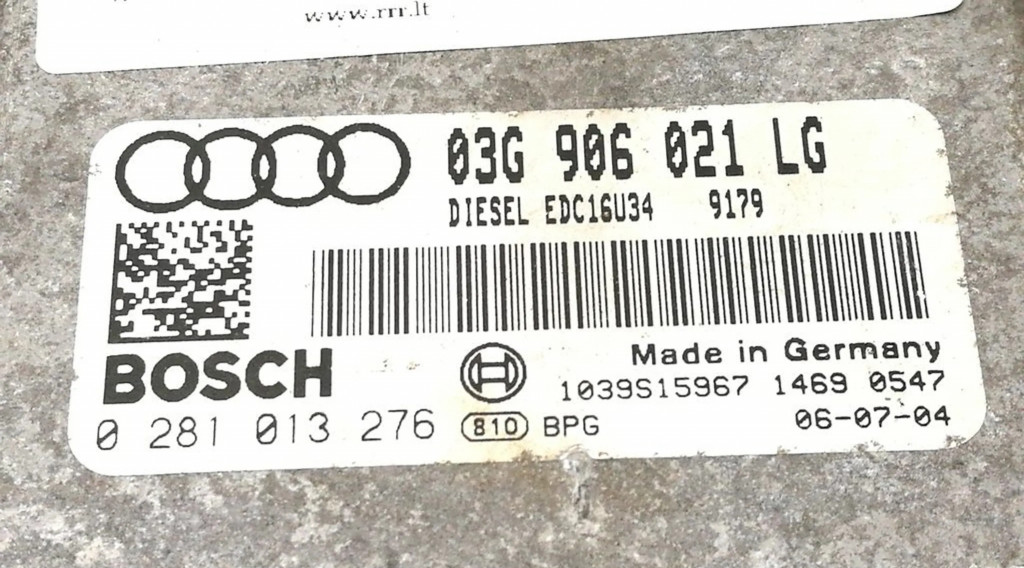 www.rrr.lt
03G 906 021 LG
DIESEL EDC16U34 9179
BOSCH
Made in Germany
1039S15967 1469 0547
0 281 013 276 810 BPG 06-07-04